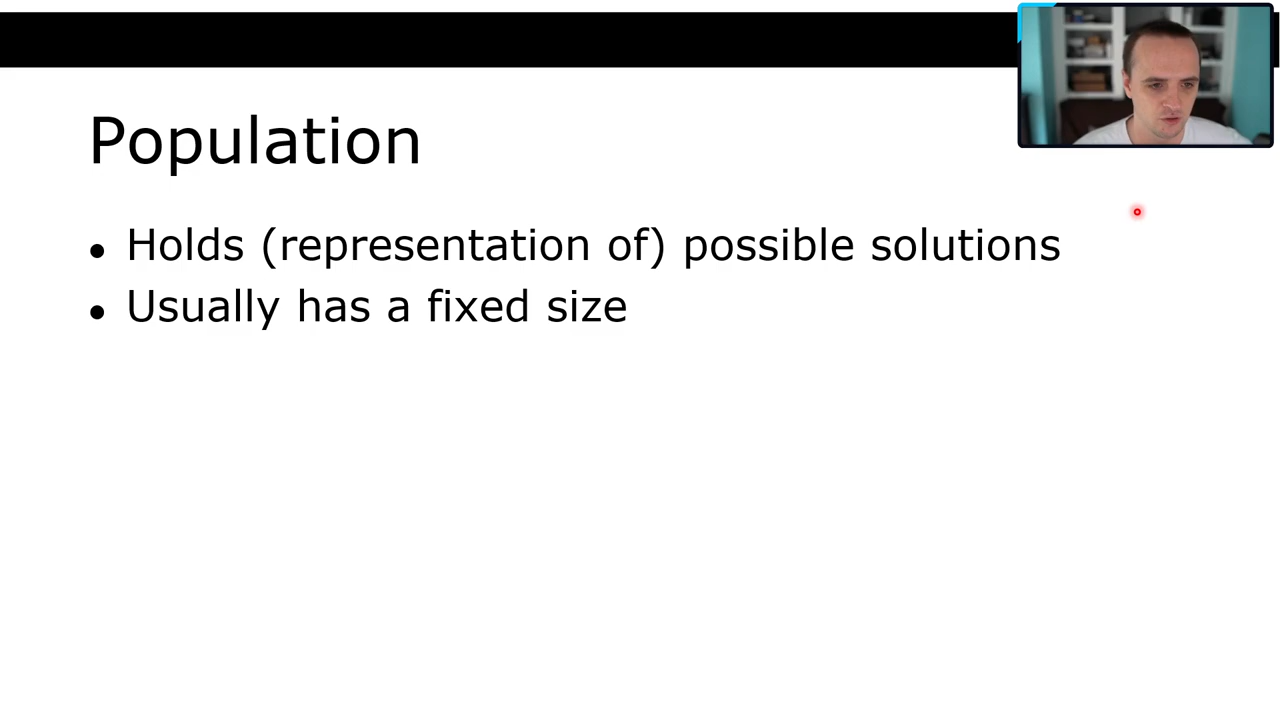 Population
• Holds (representation of) possible solutions
• Usually has a fixed size